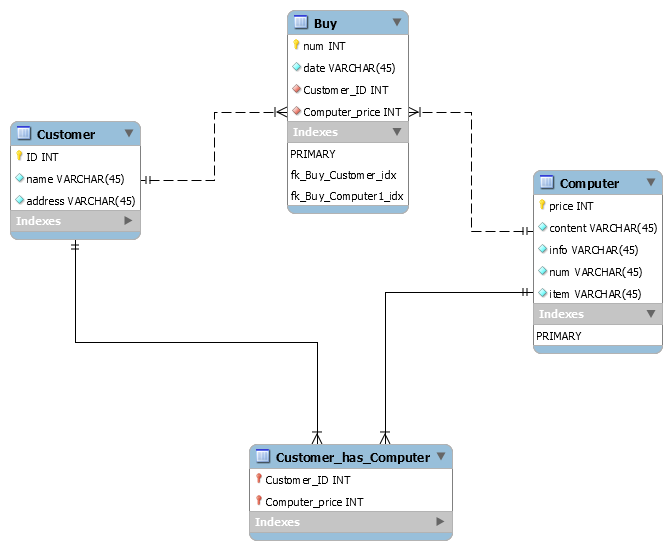 Buy
num INT
date VARCHAR(45)
Customer_ID INT
Computer_price INT
Indexes
PRIMARY
fk_Buy_Customer_idx
fk_Buy_Computer1_idx
Customer
ID INT
name VARCHAR(45)
address VARCHAR(45)
Indexes
Computer
price INT
content VARCHAR(45)
info VARCHAR(45)
num VARCHAR(45)
item VARCHAR(45)
Indexes
PRIMARY
Customer_has_Computer
Customer_ID INT
Computer_price INT
Indexes